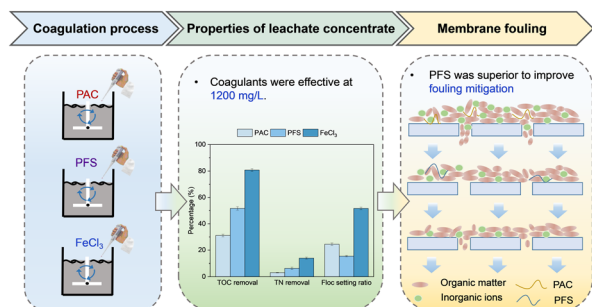 Coagulation process
Properties of leachate concentrate
Membrane fouling
PAC
PFS
FeCl₃
• Coagulants were effective at
1200 mg/L.
PAC PFS FeCl₃
Percentage (%)
100
80
60
40
20
0
TOC removal TN removal Floc setting ratio
• PFS was superior to improve
fouling mitigation
Organic matter PAC
Inorganic ions PFS